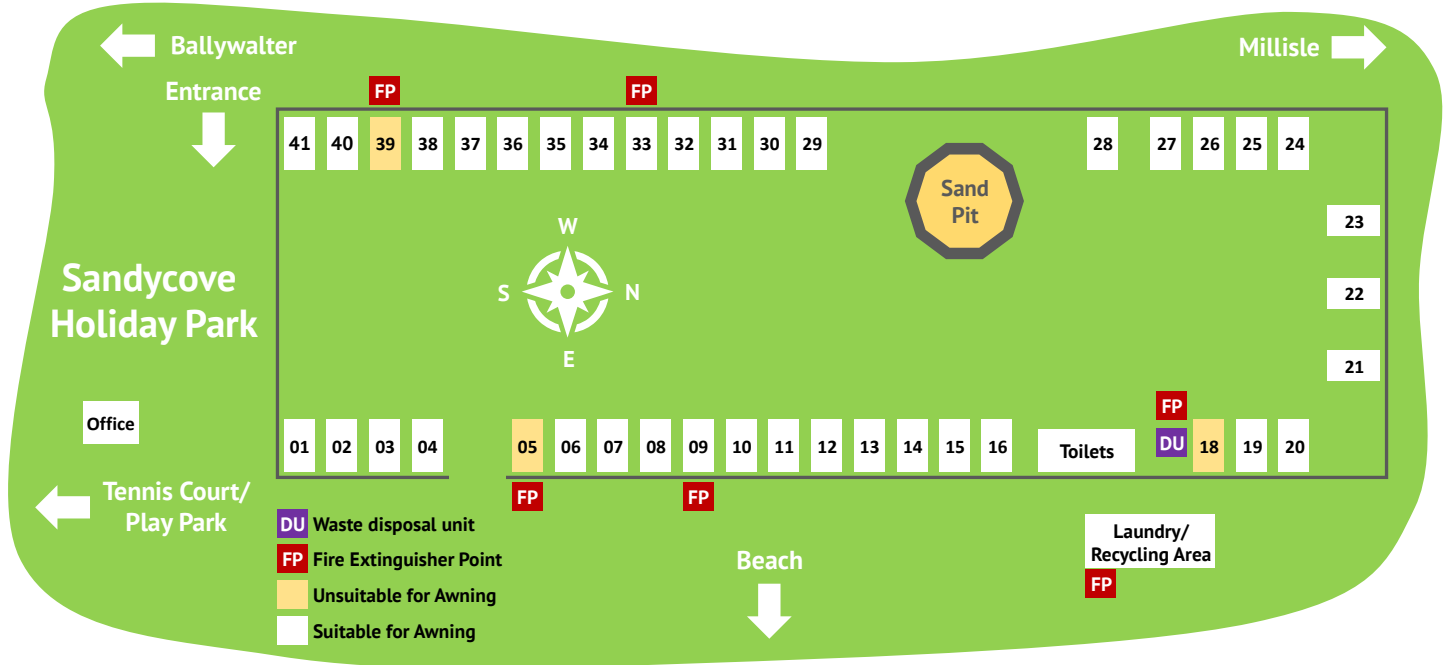 Ballywalter
Millisle
Entrance
FP
FP
41 40 39 38 37 36 35 34 33 32 31 30 29 28 27 26 25 24
Sand
Pit
23
W
S N
E
Sandycove
Holiday Park
22
21
Office
FP
01 02 03 04 05 06 07 08 09 10 11 12 13 14 15 16 Toilets DU 18 19 20
FP
FP
Tennis Court/
Play Park
DU Waste disposal unit
FP Fire Extinguisher Point
Unsuitable for Awning
Suitable for Awning
Beach
Laundry/
Recycling Area
FP